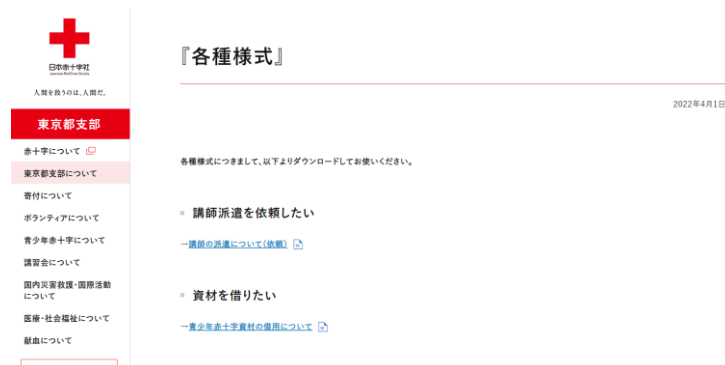 日本赤十字社
Japanese Red Cross Society
人間を救うのは、人間だ。
東京都支部
赤十字について
東京都支部について
寄付について
ボランティアについて
青少年赤十字について
講習会について
国内災害救護・国際活動
について
医療・社会福祉について
献血について
『各種様式』
2022年4月1日
各種様式につきまして、以下よりダウンロードしてお使いください。
講師派遣を依頼したい
→講師の派遣について(依頼)
資材を借りたい
→青少年赤十字資材の借用について